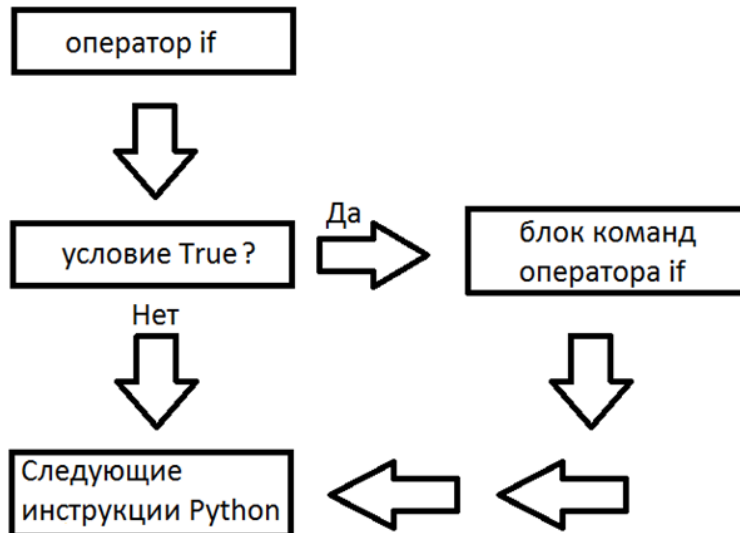 оператор if
условие True ?
Да
блок команд
оператора if
Нет
Следующие
инструкции Python